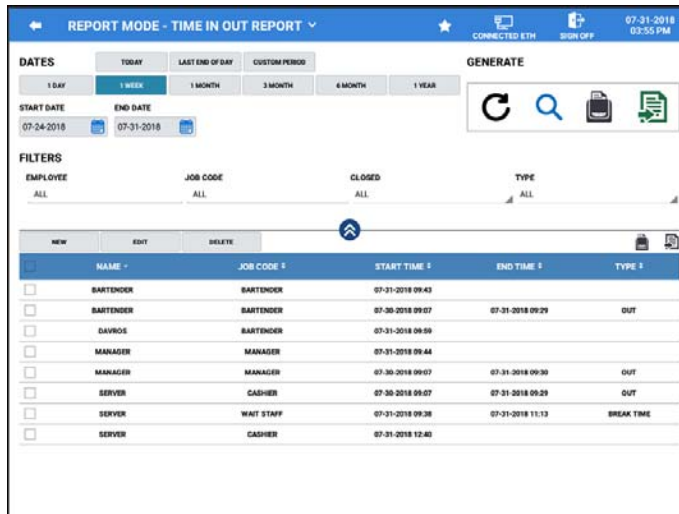 REPORT MODE - TIME IN OUT REPORT
CONNECTED ETH
SIGN OFF
07-31-2018
03:55 PM
DATES
TODAY
LAST END OF DAY
CUSTOM PERIOD
GENERATE
1 DAY
1 WEEK
1 MONTH
3 MONTH
6 MONTH
1 YEAR
START DATE
END DATE
07-24-2018
07-31-2018
FILTERS
EMPLOYEE
JOB CODE
CLOSED
TYPE
ALL
ALL
ALL
ALL
NEW
EDIT
DELETE
NAME JOB CODE START TIME END TIME TYPE
BARTENDER BARTENDER 07-31-2018 09:43
BARTENDER BARTENDER 07-30-2018 09:07 07-31-2018 09:29 OUT
DAVROS BARTENDER 07-31-2018 09:59
MANAGER MANAGER 07-31-2018 09:44
MANAGER MANAGER 07-30-2018 09:07 07-31-2018 09:30 OUT
SERVER CASHIER 07-30-2018 09:07 07-31-2018 09:29 OUT
SERVER WAIT STAFF 07-31-2018 09:38 07-31-2018 11:13 BREAK TIME
SERVER CASHIER 07-31-2018 12:40